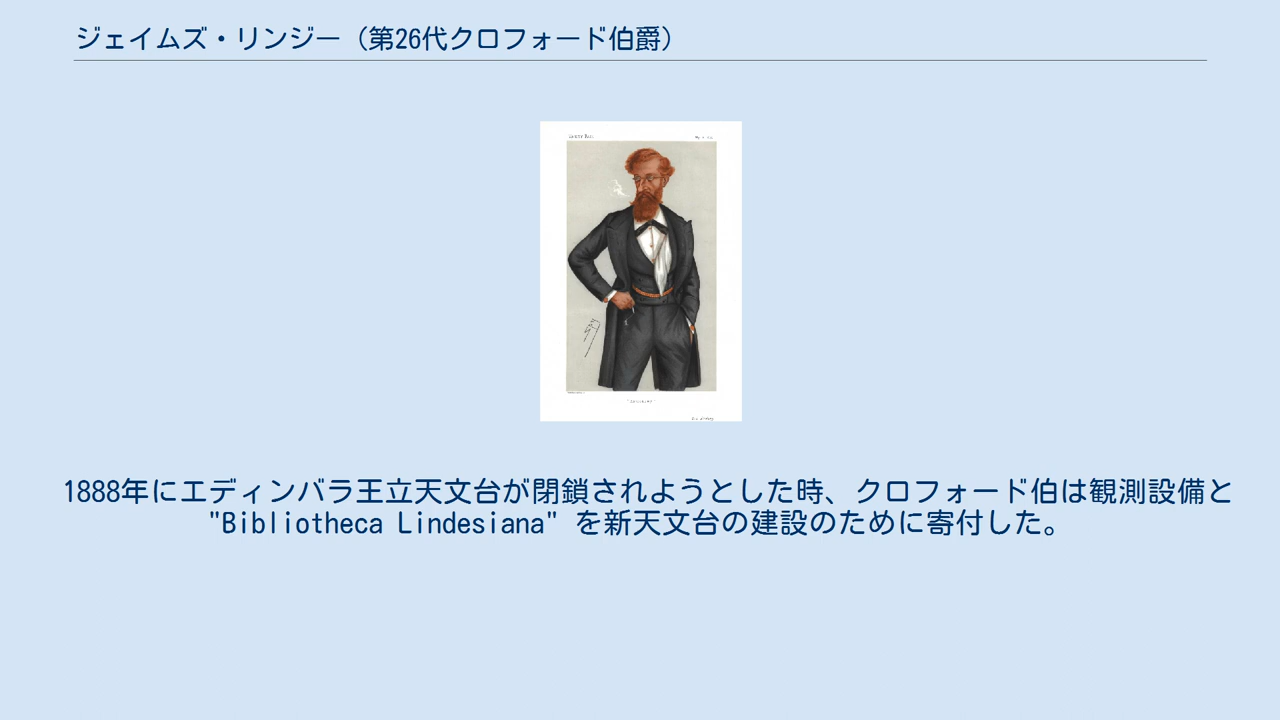 ジェイムズ・リンジー（第26代クロフォード伯爵）
1888年にエディンバラ王立天文台が閉鎖されようとした時、クロフォード伯は観測設備と
"Bibliotheca Lindesiana" を新天文台の建設のために寄付した。